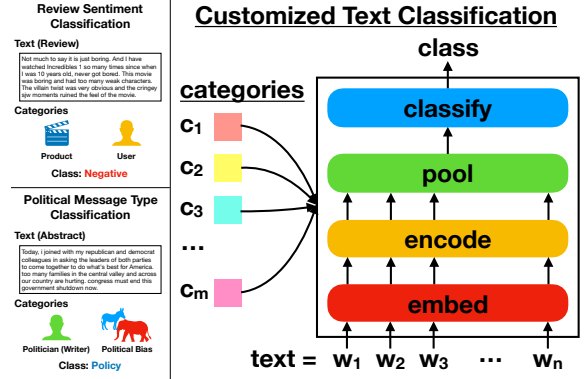 Review Sentiment
Classification
Text (Review)
Not much to say it is just boring. And I have
watched Incredibles 1 so many times since when
I was 10 years old, never got bored. This movie
was boring and had too many weak characters.
The villain twist was very obvious and the cringey
sjw moments ruined the feel of the movie.
Categories
Product User
Class: Negative
Political Message Type
Classification
Text (Abstract)
Today, i joined with my republican and democrat
colleagues in asking the leaders of both parties
to come together to do what's best for America.
too many families in the central valley and across
our country are hurting, congress must end this
government shutdown now.
Categories
Politician (Writer) Political Bias
Class: Policy
Customized Text Classification
class
categories
c1
c2
c3
...
cm
classify
pool
encode
embed
text = w1 w2 w3 ... wn